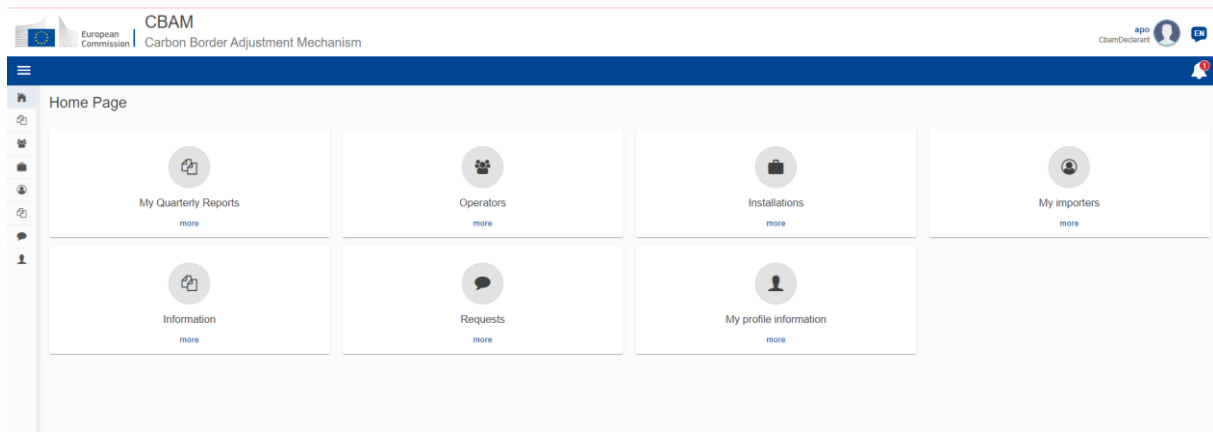 European
Commission
CBAM
Carbon Border Adjustment Mechanism
apo
CbamDeclarant
EN
1
Home Page
My Quarterly Reports
more
Operators
more
Installations
more
My importers
more
Information
more
Requests
more
My profile information
more